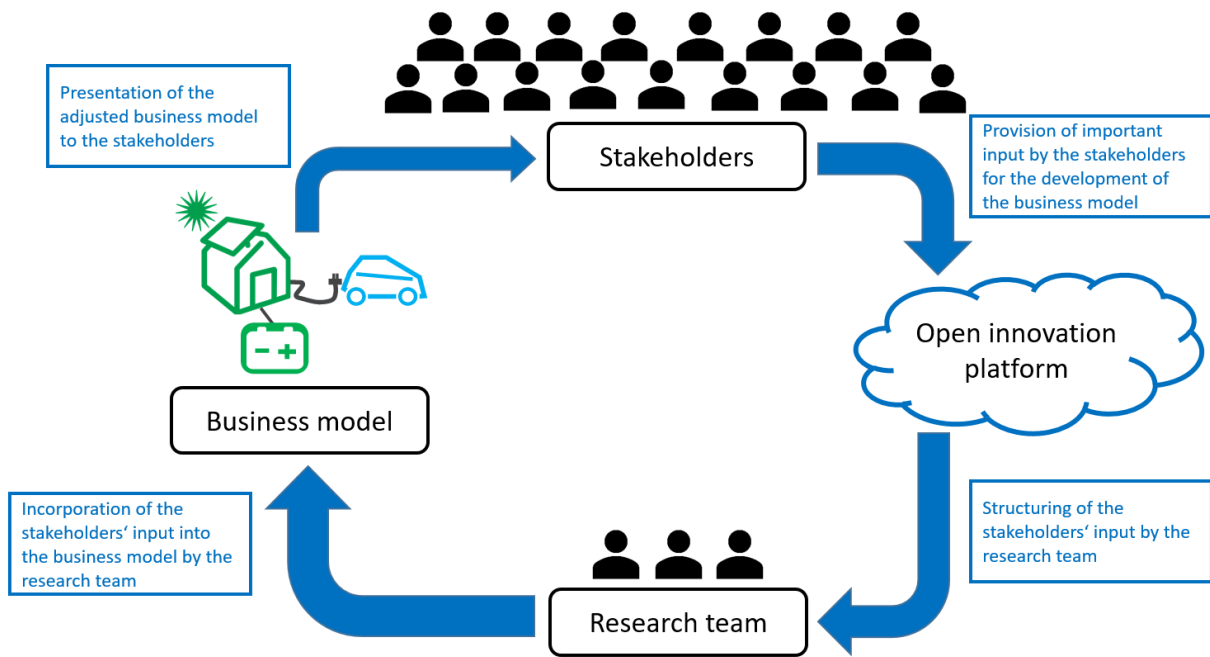 Presentation of the
adjusted business model
to the stakeholders
Stakeholders
Provision of important
input by the stakeholders
for the development of
the business model
Open innovation
platform
Business model
Incorporation of the
stakeholders‘ input into
the business model by the
research team
Structuring of the
stakeholders‘ input by the
research team
Research team